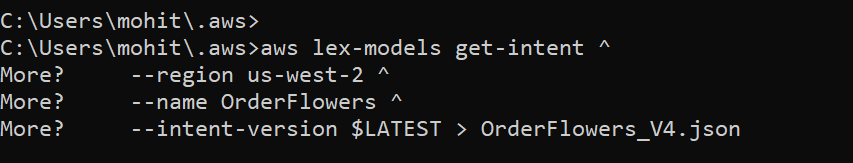 C:\Users\mohit\.aws>
C:\Users\mohit\.aws>aws lex-models get-intent ^
More?     --region us-west-2 ^
More?     --name OrderFlowers ^
More?     --intent-version $LATEST > OrderFlowers_V4.json